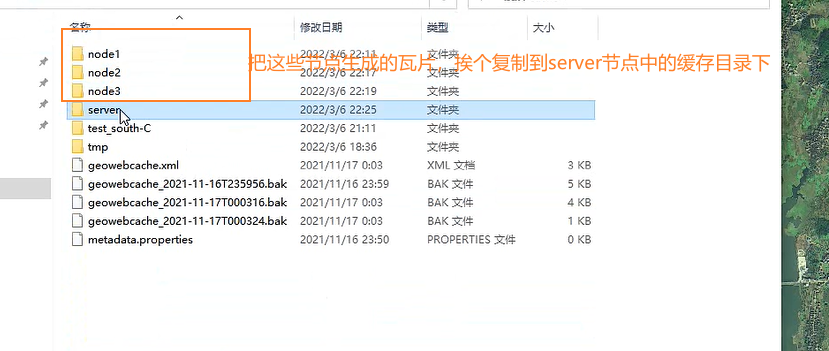 名称 修改日期 类型 大小
node1 2022/3/6 22:11 文件夹
把这些节点生成的瓦片，挨个复制到server节点中的缓存目录下
node2 2022/3/6 22:17 文件夹
node3 2022/3/6 22:19 文件夹
server 2022/3/6 22:25 文件夹
test_south-C 2022/3/6 21:11 文件夹
tmp 2022/3/6 18:36 文件夹
geowebcache.xml 2021/11/17 0:03 XML 文档 3 KB
geowebcache_2021-11-16T235956.bak 2021/11/16 23:59 BAK 文件 5 KB
geowebcache_2021-11-17T000316.bak 2021/11/17 0:03 BAK 文件 4 KB
geowebcache_2021-11-17T000324.bak 2021/11/17 0:03 BAK 文件 1 KB
metadata.properties 2021/11/16 23:50 PROPERTIES 文件 0 KB